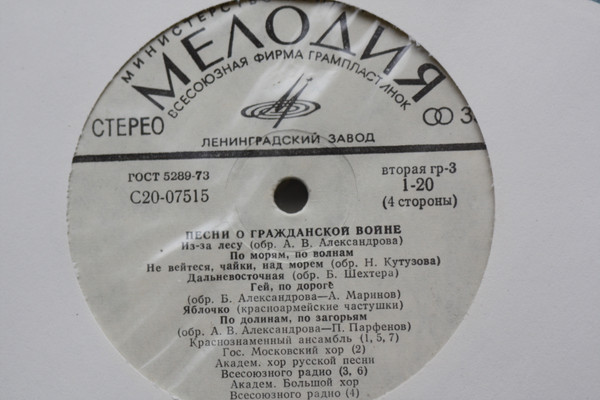 МИНИСТЕРСТВО
МЕЛОДИЯ
ВСЕСОЮЗНАЯ ФИРМА ГРАМПЛАСТИНОК
СТЕРЕО
З
ЛЕНИНГРАДСКИЙ ЗАВОД
ГОСТ 5289-73
вторая гр-3
С20-07515
1-20
(4 стороны)
ПЕСНИ О ГРАЖДАНСКОЙ ВОЙНЕ
Из-за лесу (обр. А. В. Александрова)
По морям, по волнам
Не вейтеся, чайки, над морем (обр. Н. Кутузова)
Дальневосточная (обр. Б. Шехтера)
Гей, по дороге
(обр. Б. Александрова—А. Маринов)
Яблочко (красноармейские частушки)
По долинам, по загорьям
(обр. А. В. Александрова—П. Парфенов)
Краснознаменный ансамбль (1, 5, 7)
Гос. Московский хор (2)
Академ. хор русской песни
Всесоюзного радио (3, 6)
Академ. Большой хор
Всесоюзного радио (4)